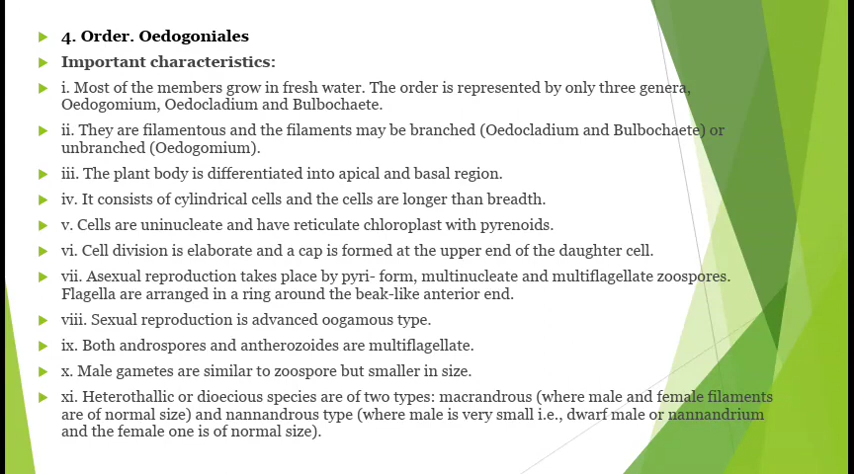 4. Order. Oedogoniales
Important characteristics:
i. Most of the members grow in fresh water. The order is represented by only three genera,
Oedogomium, Oedocladium and Bulbochaete.
ii. They are filamentous and the filaments may be branched (Oedocladium and Bulbochaete) or
unbranched (Oedogomium).
iii. The plant body is differentiated into apical and basal region.
iv. It consists of cylindrical cells and the cells are longer than breadth.
v. Cells are uninucleate and have reticulate chloroplast with pyrenoids.
vi. Cell division is elaborate and a cap is formed at the upper end of the daughter cell.
vii. Asexual reproduction takes place by pyri- form, multinucleate and multiflagellate zoospores.
Flagella are arranged in a ring around the beak-like anterior end.
viii. Sexual reproduction is advanced oogamous type.
ix. Both androspores and antherozoides are multiflagellate.
x. Male gametes are similar to zoospore but smaller in size.
xi. Heterothallic or dioecious species are of two types: macrandrous (where male and female filaments
are of normal size) and nannandrous type (where male is very small i.e., dwarf male or nannandrium
and the female one is of normal size).